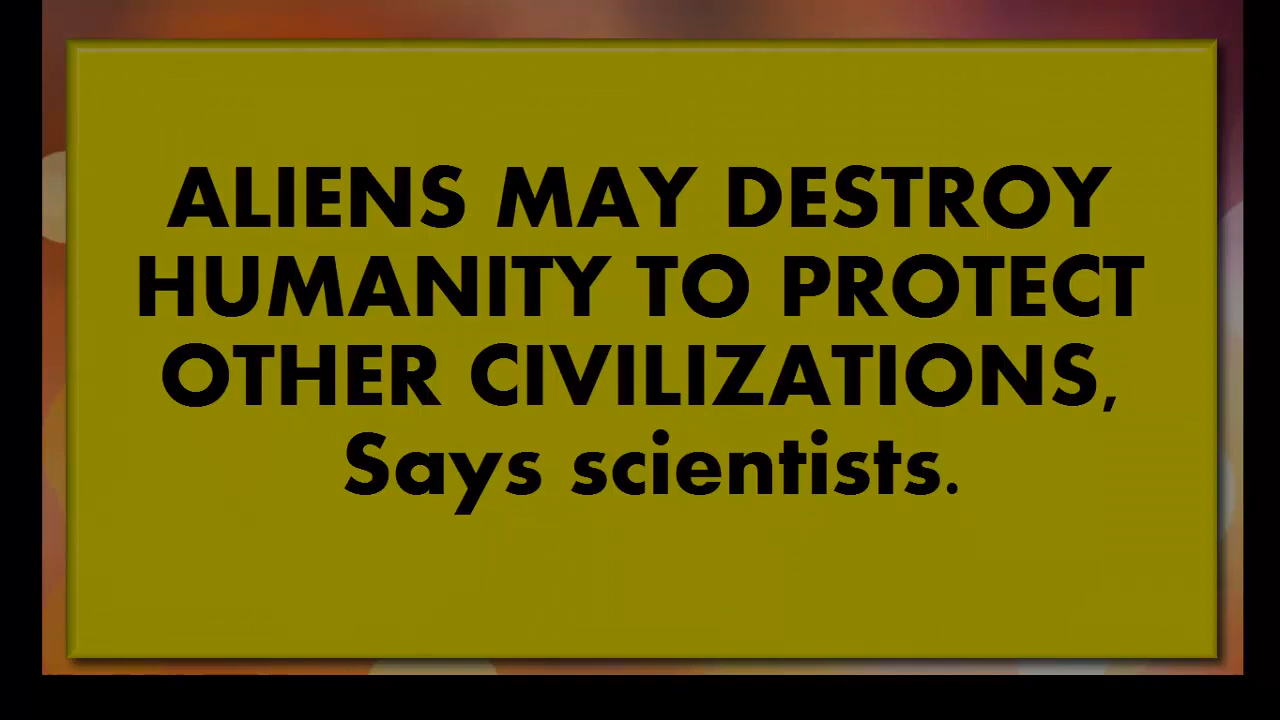 ALIENS MAY DESTROY
HUMANITY TO PROTECT
OTHER CIVILIZATIONS,
Says scientists.